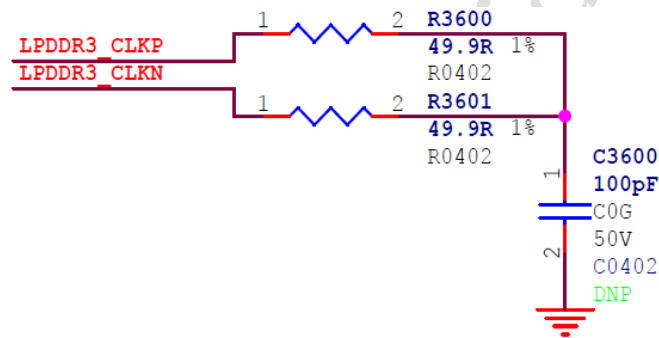 1 2 R3600
LPDDR3_CLKP 49.9R 1%
LPDDR3_CLKN R0402
1 2 R3601
49.9R 1%
R0402
C3600
1 100pF
C0G
50V
2 C0402
DNP